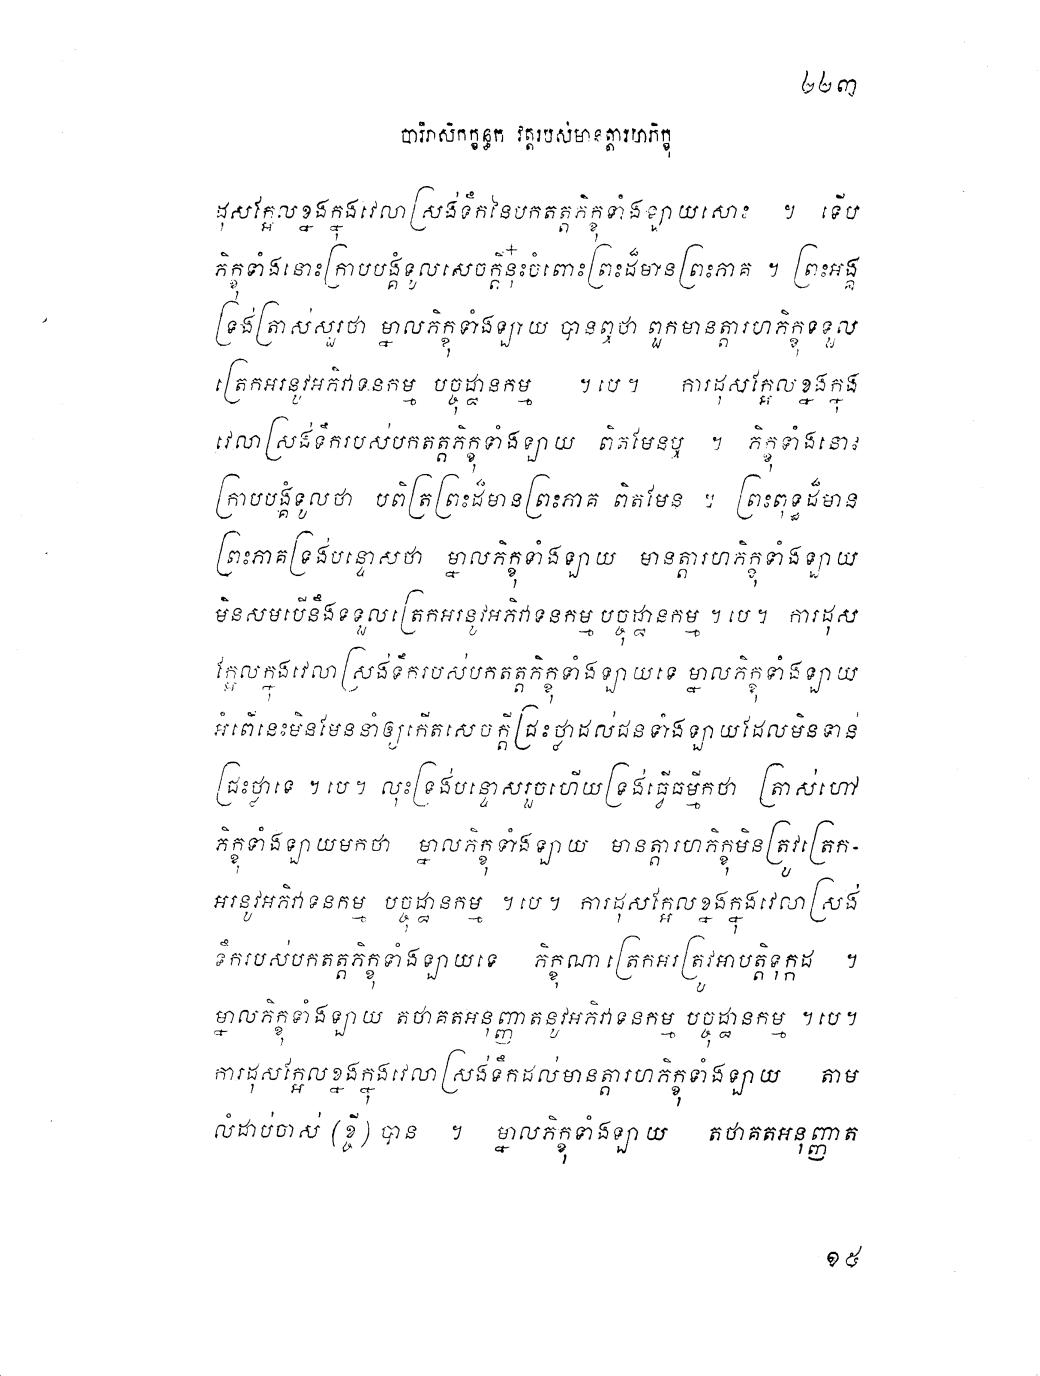 ២២៣
បារិវាសិកក្ខន្ធក វត្តរបស់មានត្តារហភិក្ខុ
ដុសក្អែលខ្នងក្នុងវេលាស្រង់ទឹកនៃបកតត្តភិក្ខុទាំងឡាយសោះ ។ ទើប
ភិក្ខុទាំងនោះក្រាបបង្គំទូលសេចក្តីនុ៎ះចំពោះព្រះដ៏មានព្រះភាគ ។ ព្រះអង្គ
ទ្រង់ត្រាស់សួរថា ម្នាលភិក្ខុទាំងឡាយ បានឮថា ពួកមានត្តារហភិក្ខុទទួល
ត្រេកអរនូវអភិវាទនកម្ម បច្ចុដ្ឋានកម្ម ។បេ។ ការដុសក្អែលខ្នងក្នុង
វេលាស្រង់ទឹករបស់បកតត្តភិក្ខុទាំងឡាយ ពិតមែនឬ ។ ភិក្ខុទាំងនោះ
ក្រាបបង្គំទូលថា បពិត្រព្រះដ៏មានព្រះភាគ ពិតមែន ។ ព្រះពុទ្ធដ៏មាន
ព្រះភាគទ្រង់បន្ទោសថា ម្នាលភិក្ខុទាំងឡាយ មានត្តារហភិក្ខុទាំងឡាយ
មិនសមបើនឹងទទួលត្រេកអរនូវអភិវាទនកម្ម បច្ចុដ្ឋានកម្ម ។បេ។ ការដុស
ក្អែលក្នុងវេលាស្រង់ទឹករបស់បកតត្តភិក្ខុទាំងឡាយទេ ម្នាលភិក្ខុទាំងឡាយ
អំពើនេះមិនមែននាំឲ្យកើតសេចក្តីជ្រះថ្លាដល់ជនទាំងឡាយដែលមិនទាន់
ជ្រះថ្លាទេ ។បេ។ លុះទ្រង់បន្ទោសរួចហើយទ្រង់ធ្វើធម្មីកថា ត្រាស់ហៅ
ភិក្ខុទាំងឡាយមកថា ម្នាលភិក្ខុទាំងឡាយ មានត្តារហភិក្ខុមិនត្រូវត្រេក-
អរនូវអភិវាទនកម្ម បច្ចុដ្ឋានកម្ម ។បេ។ ការដុសក្អែលខ្នងក្នុងវេលាស្រង់
ទឹករបស់បកតត្តភិក្ខុទាំងឡាយទេ ភិក្ខុណាត្រេកអរត្រូវអាបត្តិទុក្កដ ។
ម្នាលភិក្ខុទាំងឡាយ តថាគតអនុញ្ញាតនូវអភិវាទនកម្ម បច្ចុដ្ឋានកម្ម ។បេ។
ការដុសក្អែលខ្នងក្នុងវេលាស្រង់ទឹកដល់មានត្តារហភិក្ខុទាំងឡាយ តាម
លំដាប់ចាស់ (ខ្ចី) បាន ។ ម្នាលភិក្ខុទាំងឡាយ តថាគតអនុញ្ញាត
១៥